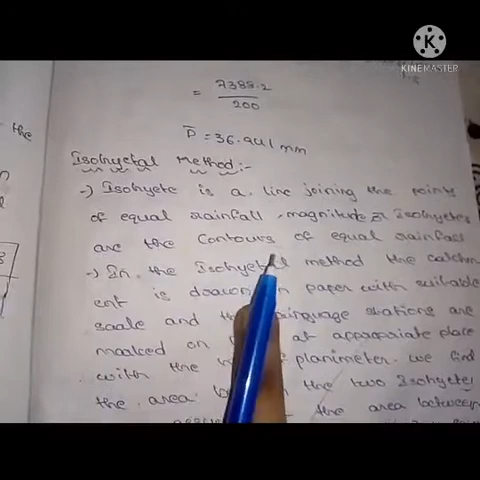 K
KINEMASTER
= 7388.2
200
P̄ = 36.941 mm
the
Isohyetal Method:-
-) Isohyete is a line joining the points
of equal rainfall magnitude or Isohyetes
are the contours of equal rainfall
-) In the Isohyetal method the catchm
ent is drawn paper with suitable
scale and stations are
marked on at appropriate place
with the planimeter. we find
the area the two Isohyetes
the area between